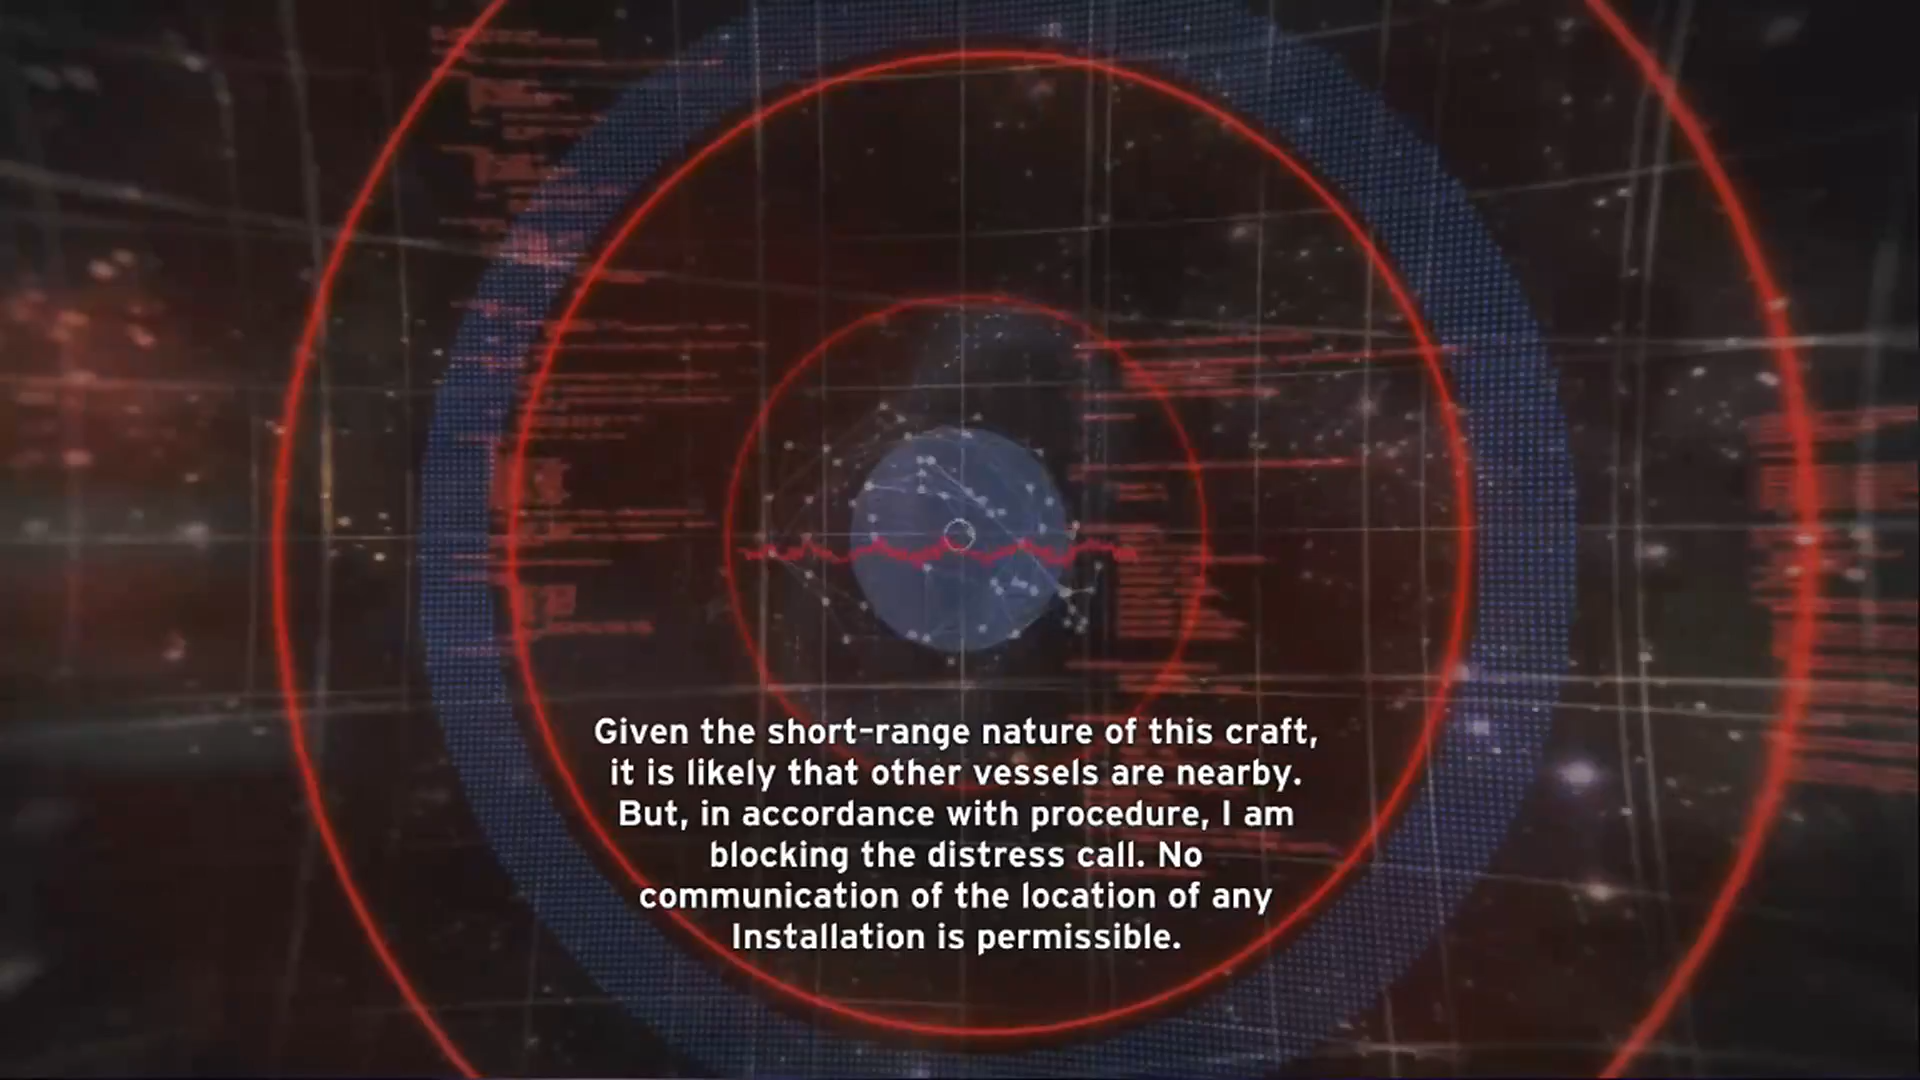 Given the short-range nature of this craft,
it is likely that other vessels are nearby.
But, in accordance with procedure, I am
blocking the distress call. No
communication of the location of any
Installation is permissible.